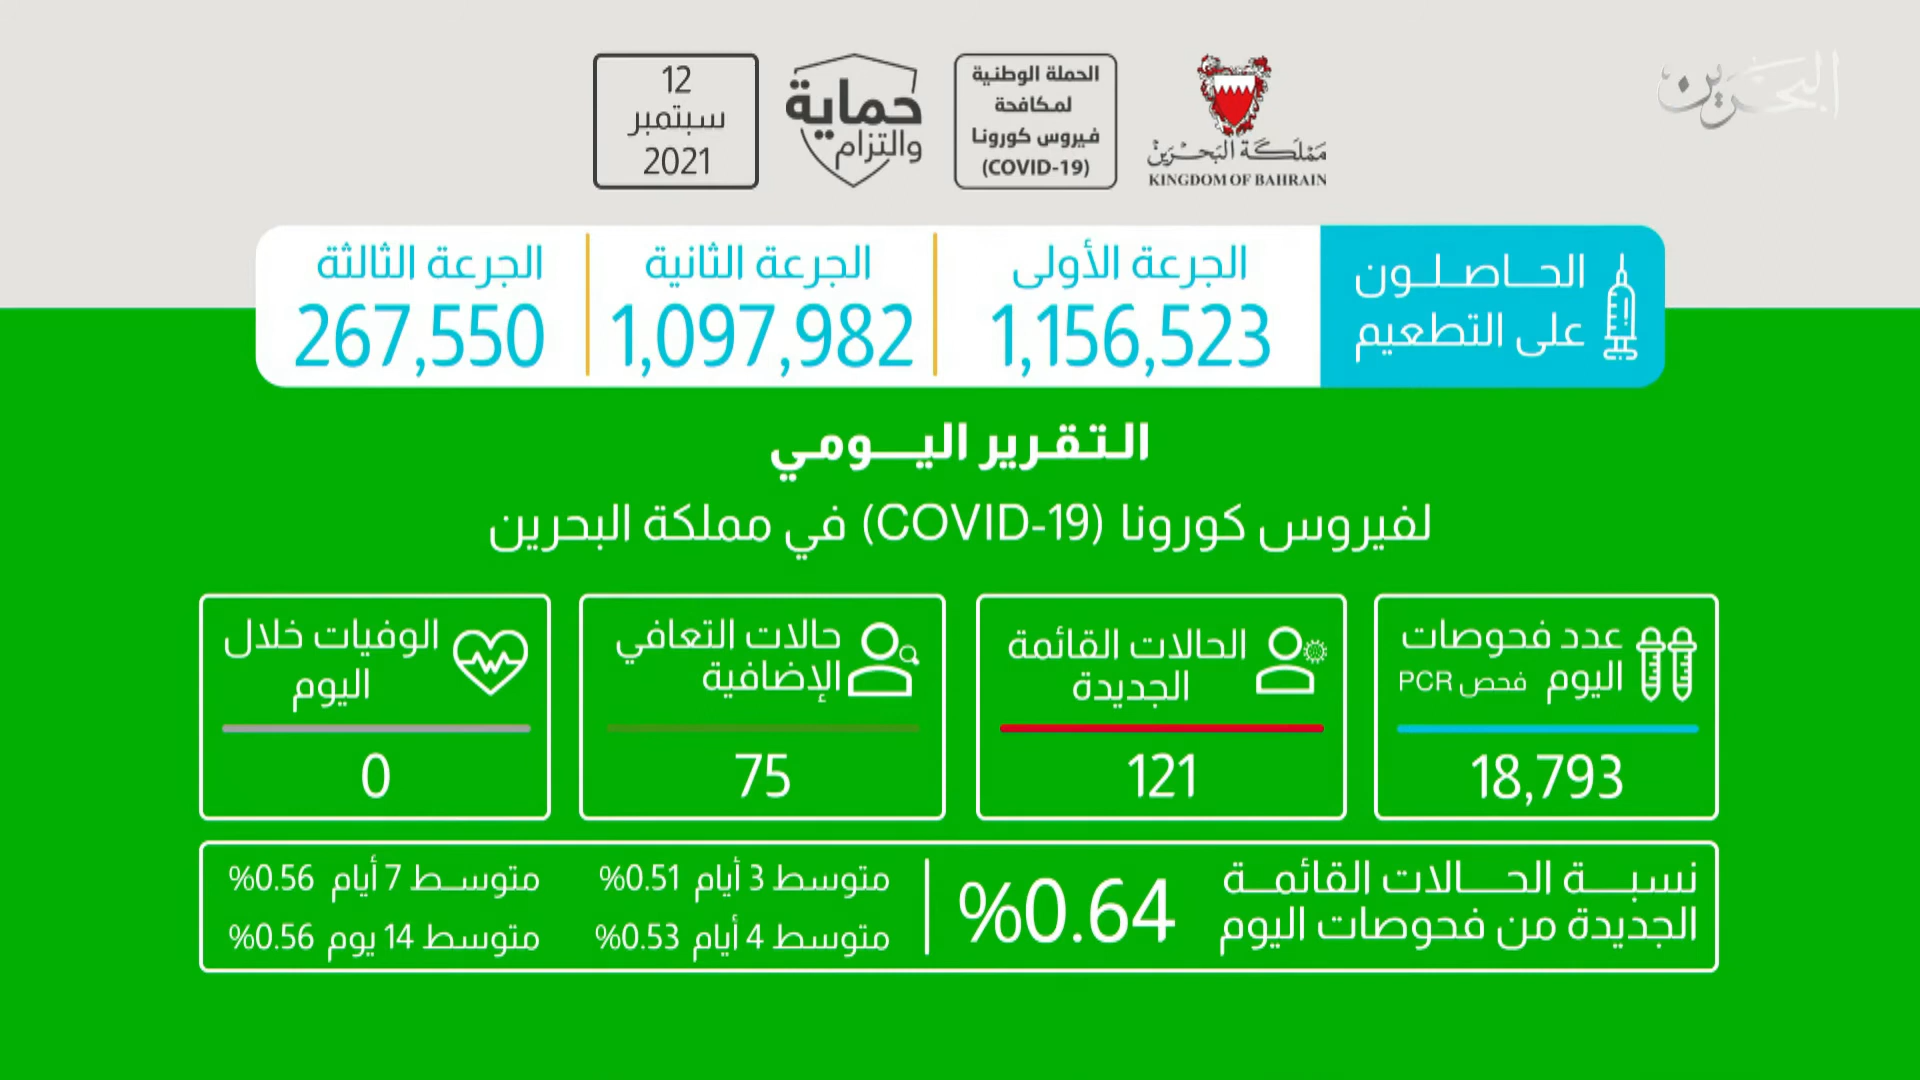 البحرين
مملكة البحرين
KINGDOM OF BAHRAIN
الحملة الوطنية
لمكافحة
فيروس كورونا
(COVID-19)
حماية
والتزام
12
سبتمبر
2021
الحاصلون
على التطعيم
الجرعة الأولى
1,156,523
الجرعة الثانية
1,097,982
الجرعة الثالثة
267,550
التقرير اليومي
لفيروس كورونا (COVID-19) في مملكة البحرين
عدد فحوصات
اليوم فحص PCR
18,793
الحالات القائمة
الجديدة
121
حالات التعافي
الإضافية
75
الوفيات خلال
اليوم
0
نسبة الحالات القائمة
الجديدة من فحوصات اليوم
%0.64
متوسط 3 أيام 0.51%
متوسط 4 أيام 0.53%
متوسط 7 أيام 0.56%
متوسط 14 يوم 0.56%